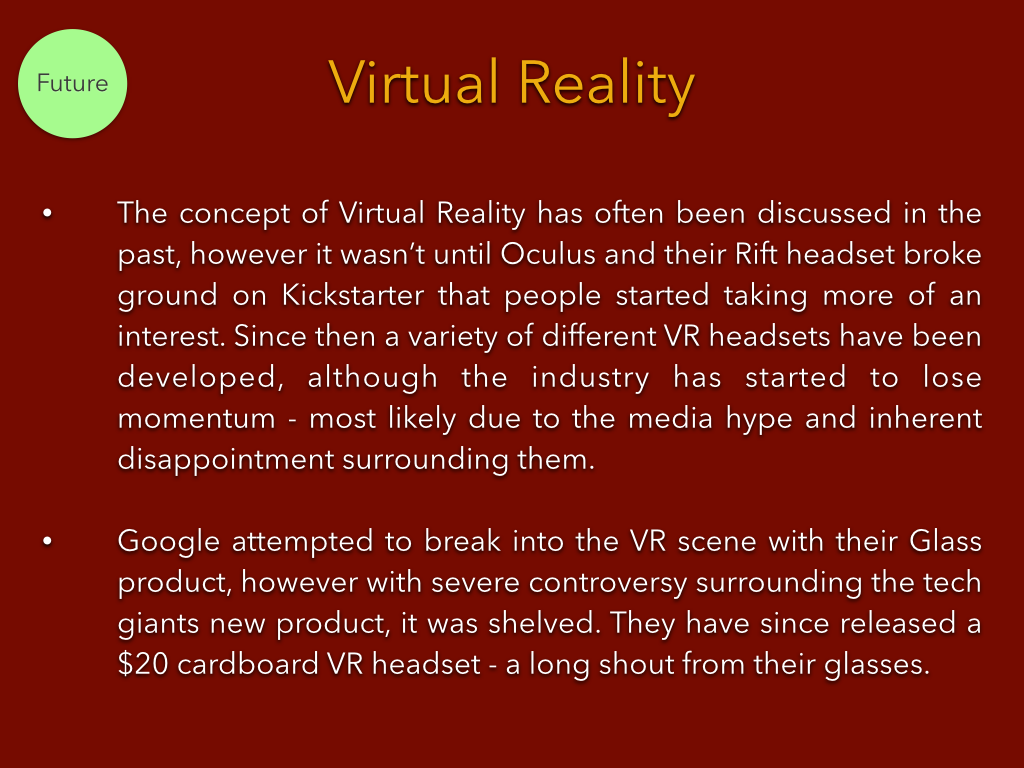 Future
Virtual Reality
• The concept of Virtual Reality has often been discussed in the
past, however it wasn’t until Oculus and their Rift headset broke
ground on Kickstarter that people started taking more of an
interest. Since then a variety of different VR headsets have been
developed, although the industry has started to lose
momentum - most likely due to the media hype and inherent
disappointment surrounding them.
• Google attempted to break into the VR scene with their Glass
product, however with severe controversy surrounding the tech
giants new product, it was shelved. They have since released a
$20 cardboard VR headset - a long shout from their glasses.